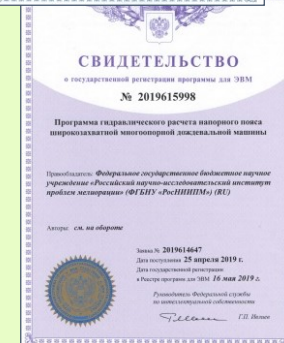 СВИДЕТЕЛЬСТВО
о государственной регистрации программы для ЭВМ
№ 2019615998
Программа гидравлического расчета напорного пояса
широкозахватной многоопорной дождевальной машины
Правообладатель: Федеральное государственное бюджетное научное
учреждение «Российский научно-исследовательский институт
проблем мелиорации» (ФГБНУ «РосНИИПМ») (RU)
Авторы: см. на обороте
Заявка № 2019614647
Дата поступления 25 апреля 2019 г.
Дата государственной регистрации
в Реестре программ для ЭВМ 16 мая 2019 г.
Руководитель Федеральной службы
по интеллектуальной собственности
Г.П. Ивлиев